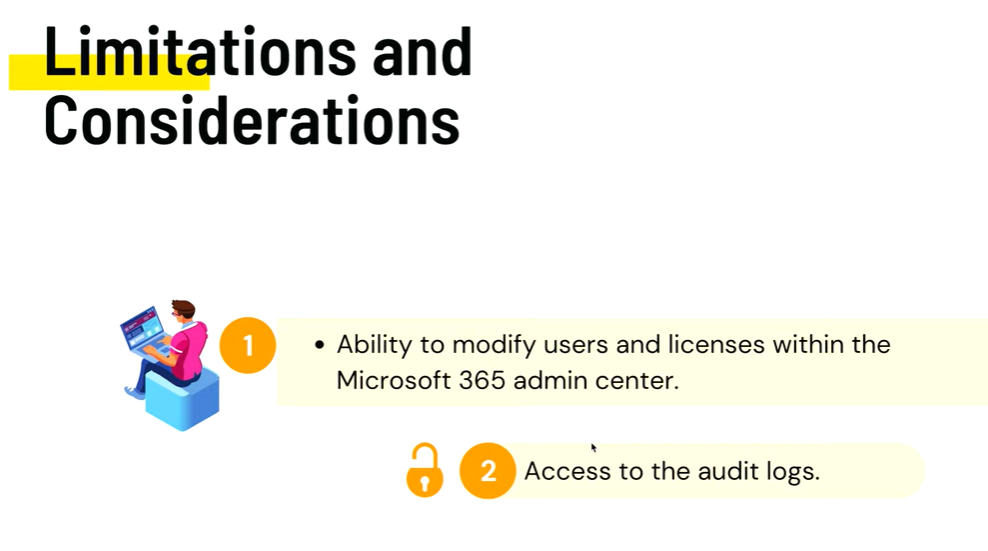 Limitations and
Considerations
1
• Ability to modify users and licenses within the
Microsoft 365 admin center.
2
Access to the audit logs.